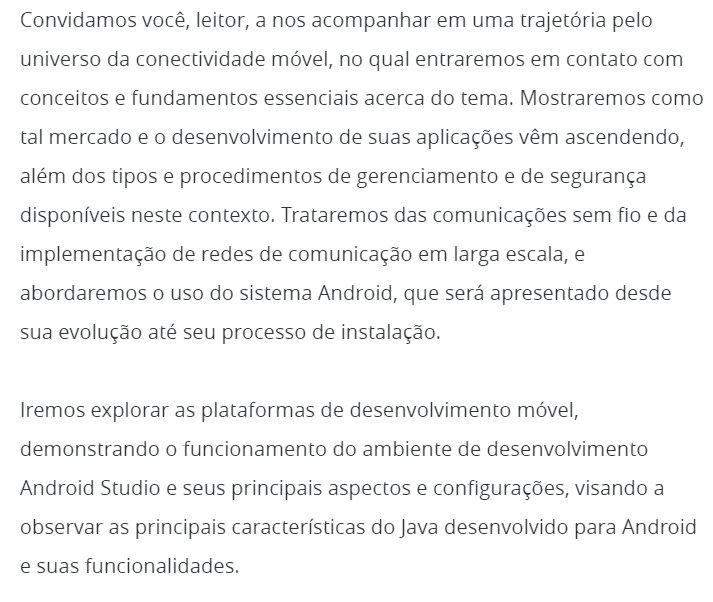 Convidamos você, leitor, a nos acompanhar em uma trajetória pelo
universo da conectividade móvel, no qual entraremos em contato com
conceitos e fundamentos essenciais acerca do tema. Mostraremos como
tal mercado e o desenvolvimento de suas aplicações vêm ascendendo,
além dos tipos e procedimentos de gerenciamento e de segurança
disponíveis neste contexto. Trataremos das comunicações sem fio e da
implementação de redes de comunicação em larga escala, e
abordaremos o uso do sistema Android, que será apresentado desde
sua evolução até seu processo de instalação.
Iremos explorar as plataformas de desenvolvimento móvel,
demonstrando o funcionamento do ambiente de desenvolvimento
Android Studio e seus principais aspectos e configurações, visando a
observar as principais características do Java desenvolvido para Android
e suas funcionalidades.